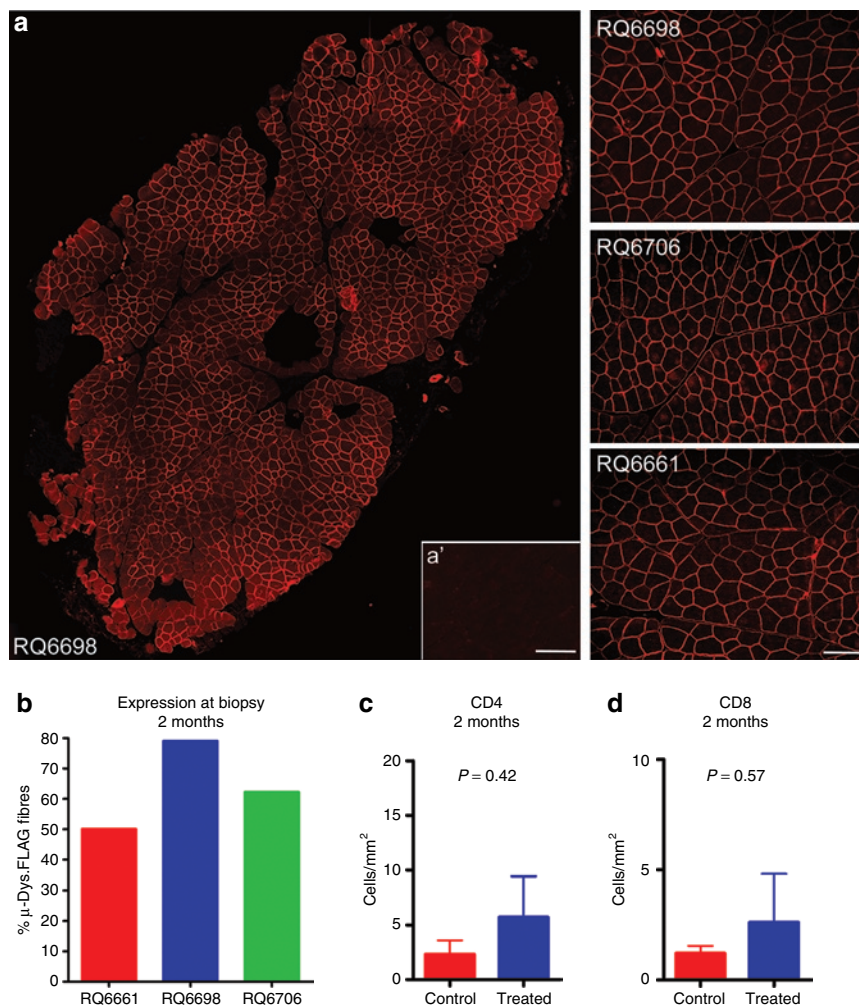 a
RQ6698
a'
RQ6698
RQ6706
RQ6661
b
Expression at biopsy
2 months
% μ-Dys.FLAG fibres
80
70
60
50
40
30
20
10
0
RQ6661 RQ6698 RQ6706
c
CD4
2 months
P = 0.42
Cells/mm²
20
15
10
5
0
Control Treated
d
CD8
2 months
P = 0.57
Cells/mm²
10
5
0
Control Treated